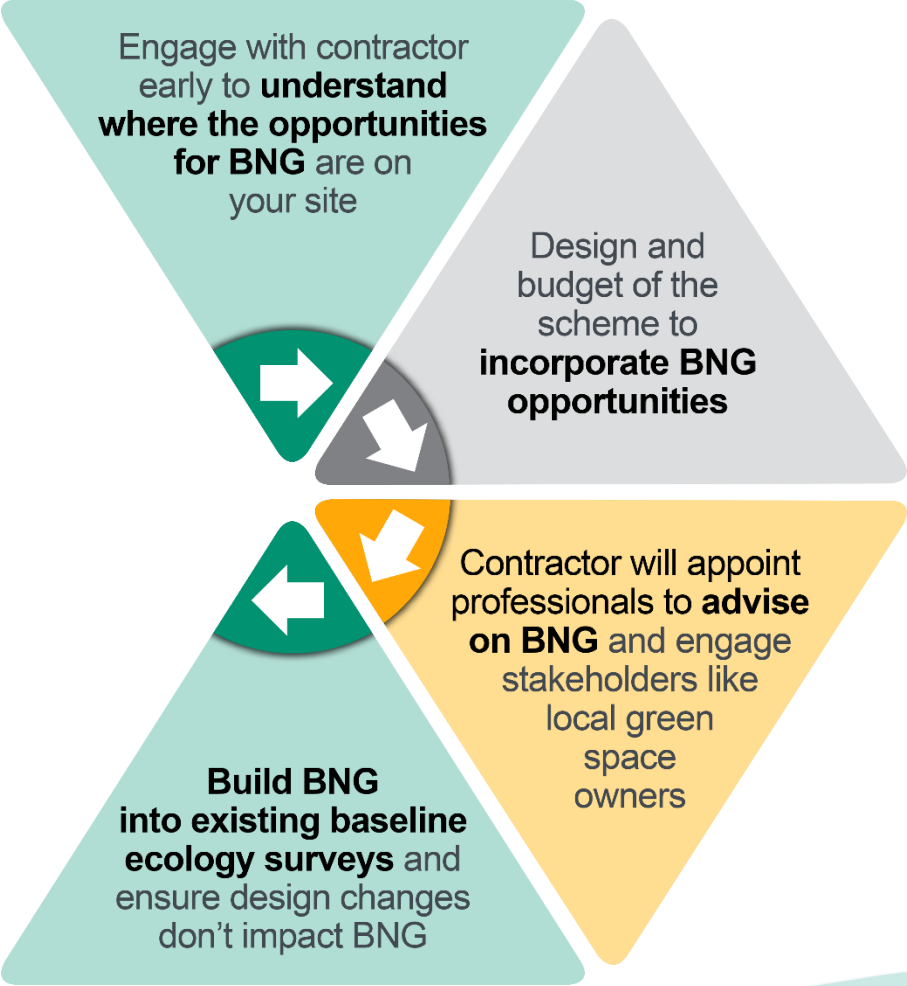 Engage with contractor
early to understand
where the opportunities
for BNG are on
your site
Design and
budget of the
scheme to
incorporate BNG
opportunities
Contractor will appoint
professionals to advise
on BNG and engage
stakeholders like
local green
space
owners
Build BNG
into existing baseline
ecology surveys and
ensure design changes
don’t impact BNG